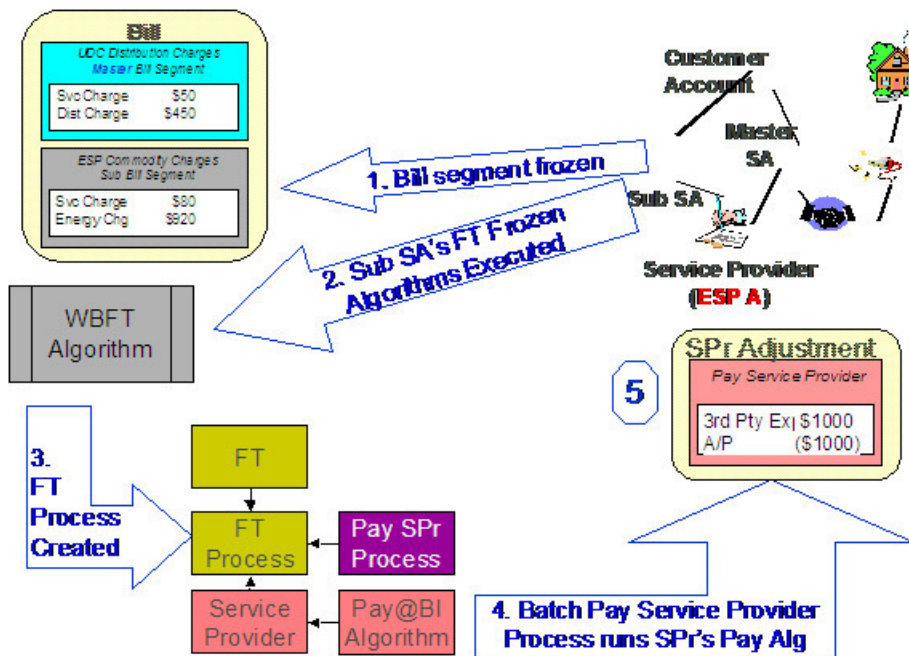 Bill
UDC Distribution Charges
Master Bill Segment
Svc Charge $50
Dist Charge $450
ESP Commodity Charges
Sub Bill Segment
Svc Charge $80
Energy Chg $920
Customer
Account
Master
SA
Sub SA
Service Provider
(ESP A)
1. Bill segment frozen
2. Sub SA's FT Frozen
Algorithms Executed
WBFT
Algorithm
SPr Adjustment
Pay Service Provider
3rd Pty Exp $1000
A/P ($1000)
5
3.
FT
Process
Created
FT
FT
Process
Pay SPr
Process
Service
Provider
Pay@BI
Algorithm
4. Batch Pay Service Provider
Process runs SPr's Pay Alg